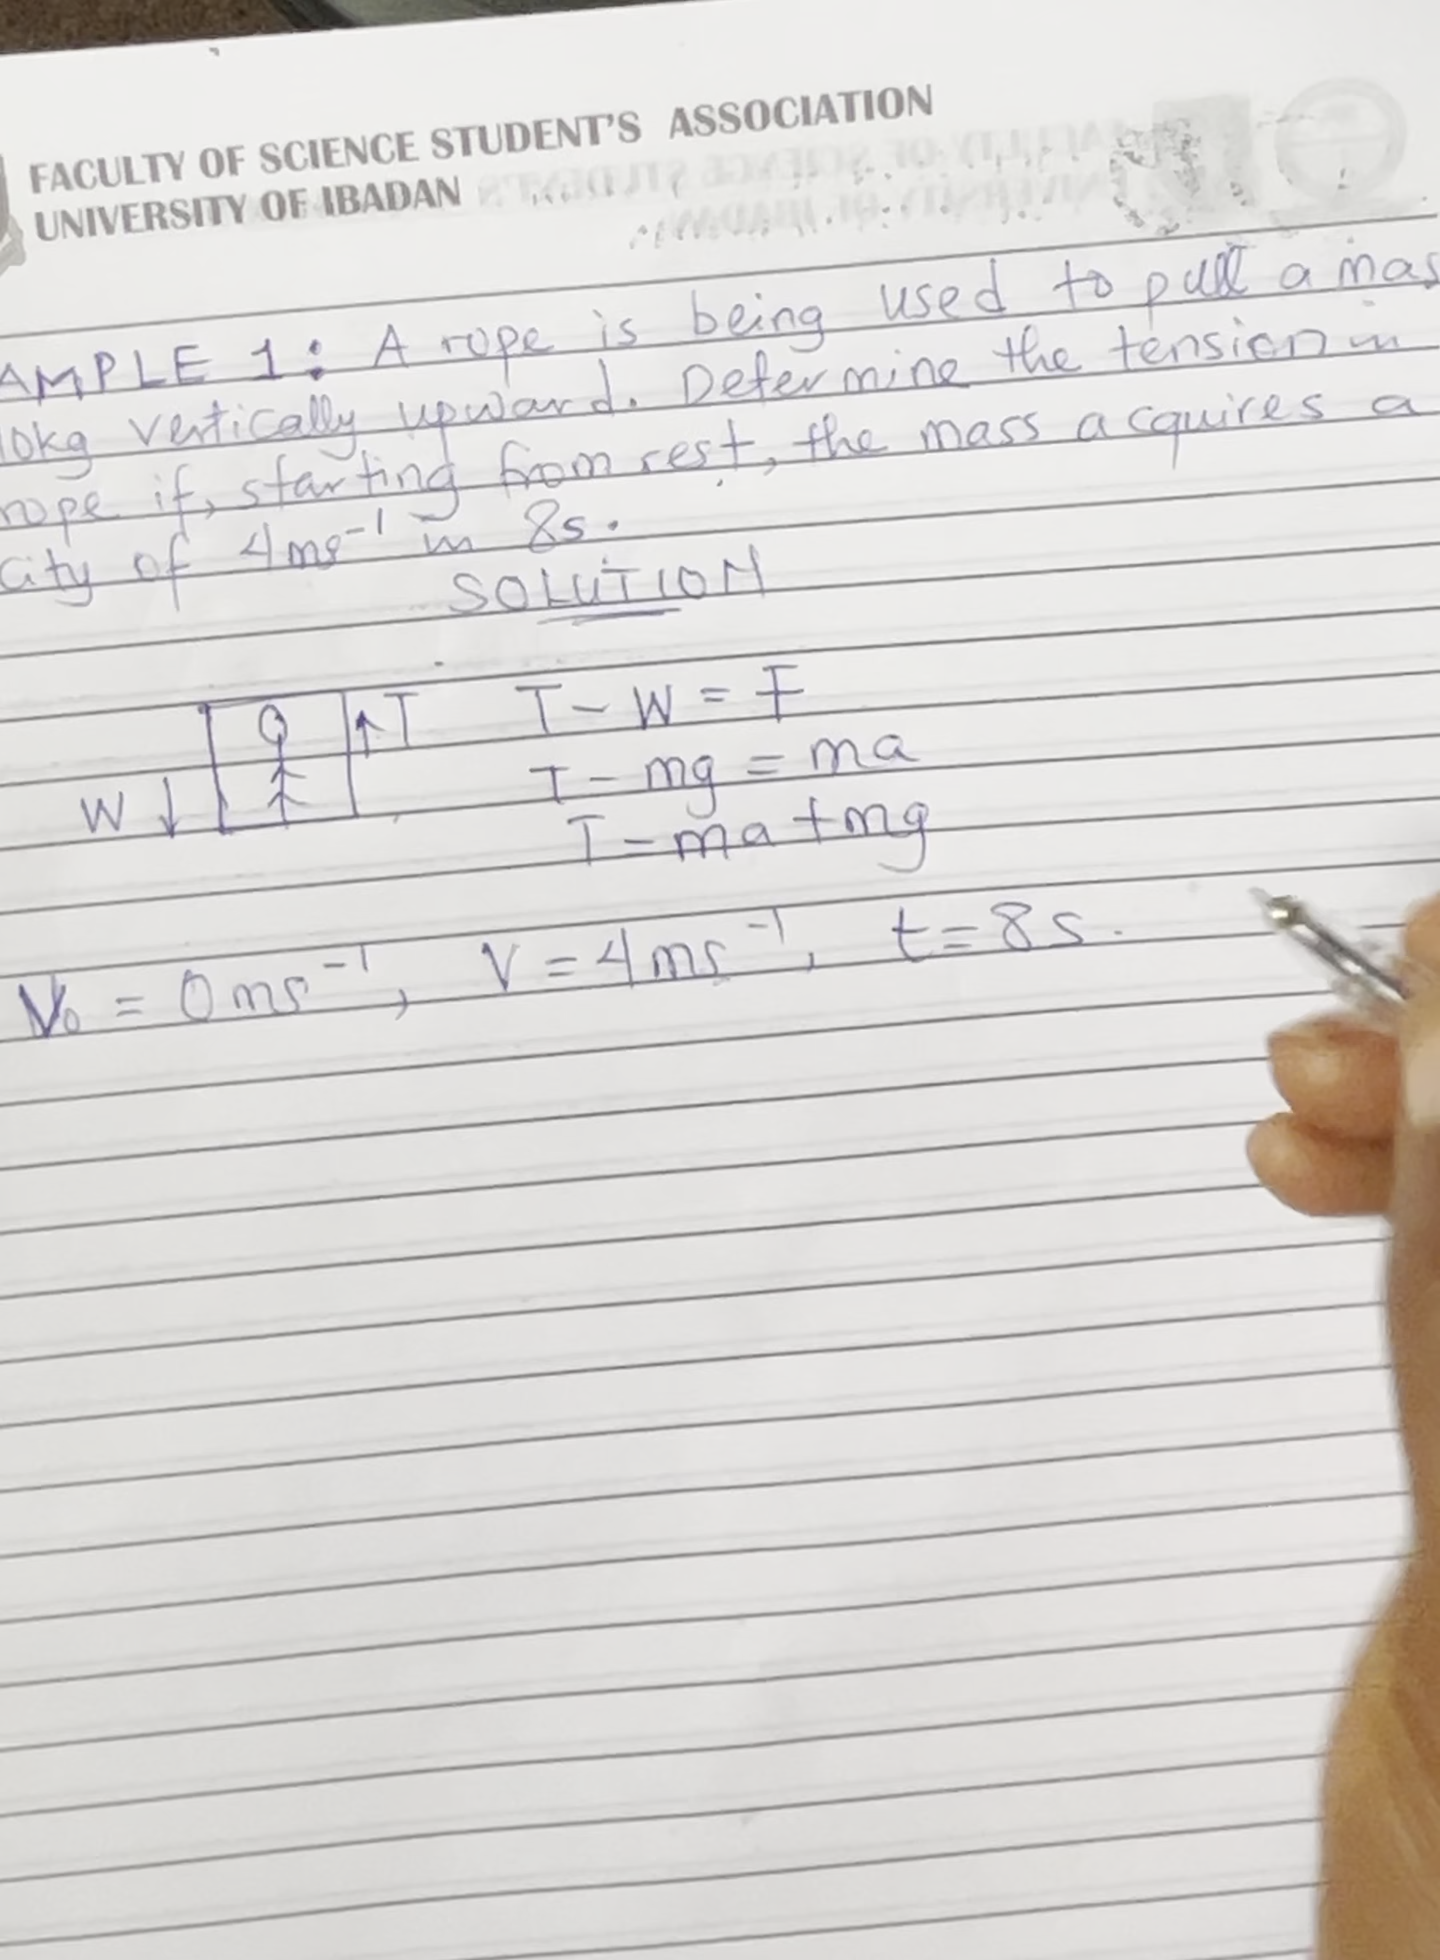 FACULTY OF SCIENCE STUDENT'S ASSOCIATION
UNIVERSITY OF IBADAN
AMPLE 1: A rope is being used to pull a mas
10kg vertically upward. Determine the tension in
rope if, starting from rest, the mass acquires a
city of 4ms⁻¹ in 8s.
SOLUTION
T T - W = F
W T - mg = ma
T - ma + mg
V₀ = 0ms⁻¹, V = 4ms⁻¹, t = 8s.